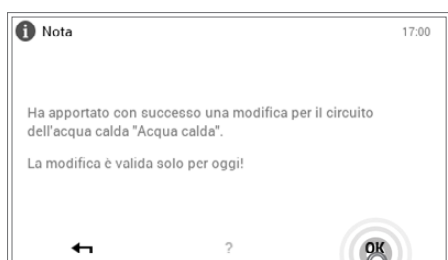 Nota
17:00
Ha apportato con successo una modifica per il circuito
dell'acqua calda "Acqua calda".
La modifica è valida solo per oggi!
?
OK